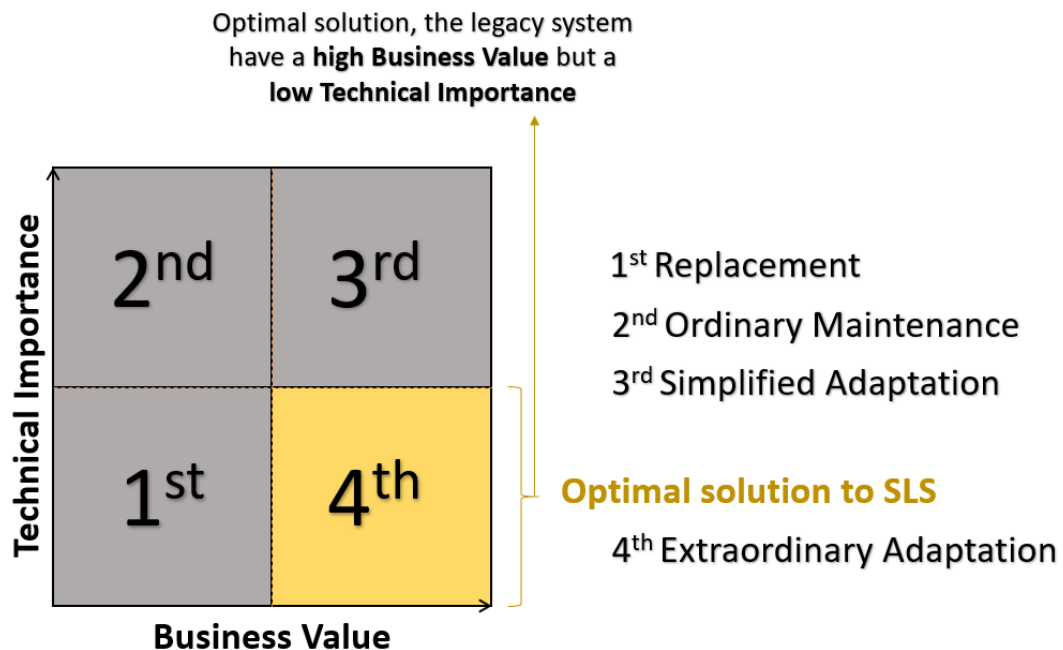 Optimal solution, the legacy system
have a high Business Value but a
low Technical Importance
Technical Importance
2nd
3rd
1st
4th
Business Value
1st Replacement
2nd Ordinary Maintenance
3rd Simplified Adaptation
Optimal solution to SLS
4th Extraordinary Adaptation